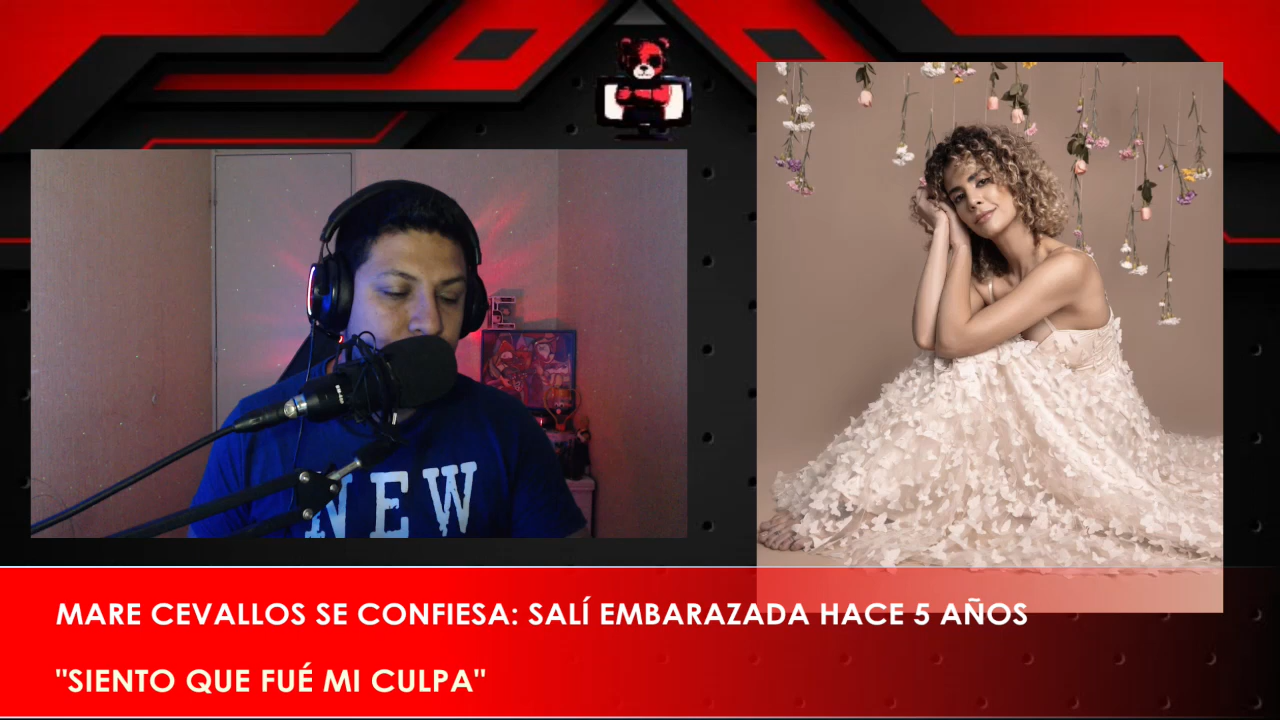 NEW
MARE CEVALLOS SE CONFIESA: SALÍ EMBARAZADA HACE 5 AÑOS
"SIENTO QUE FUÉ MI CULPA"